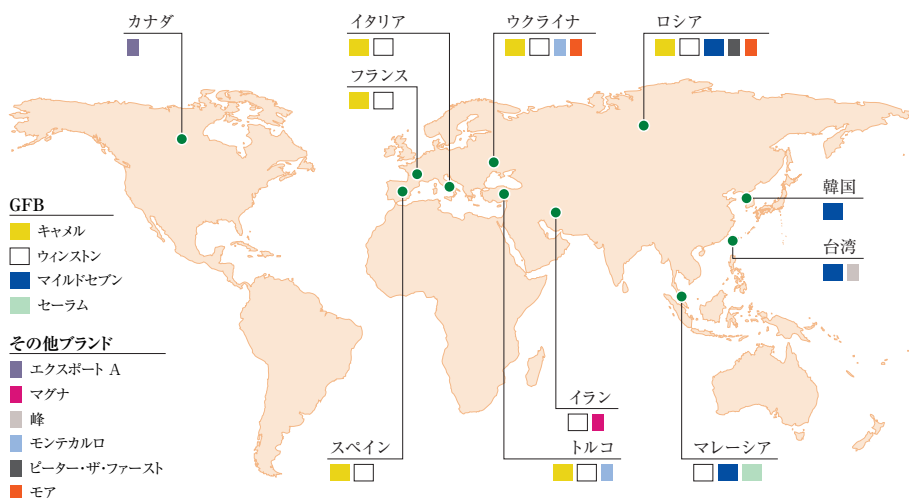 カナダ
イタリア
ウクライナ
ロシア
フランス
韓国
台湾
GFB
キャメル
ウィンストン
マイルドセブン
セーラム
その他ブランド
エクスポート A
マグナ
峰
モンテカルロ
ピーター・ザ・ファースト
モア
イラン
スペイン
トルコ
マレーシア